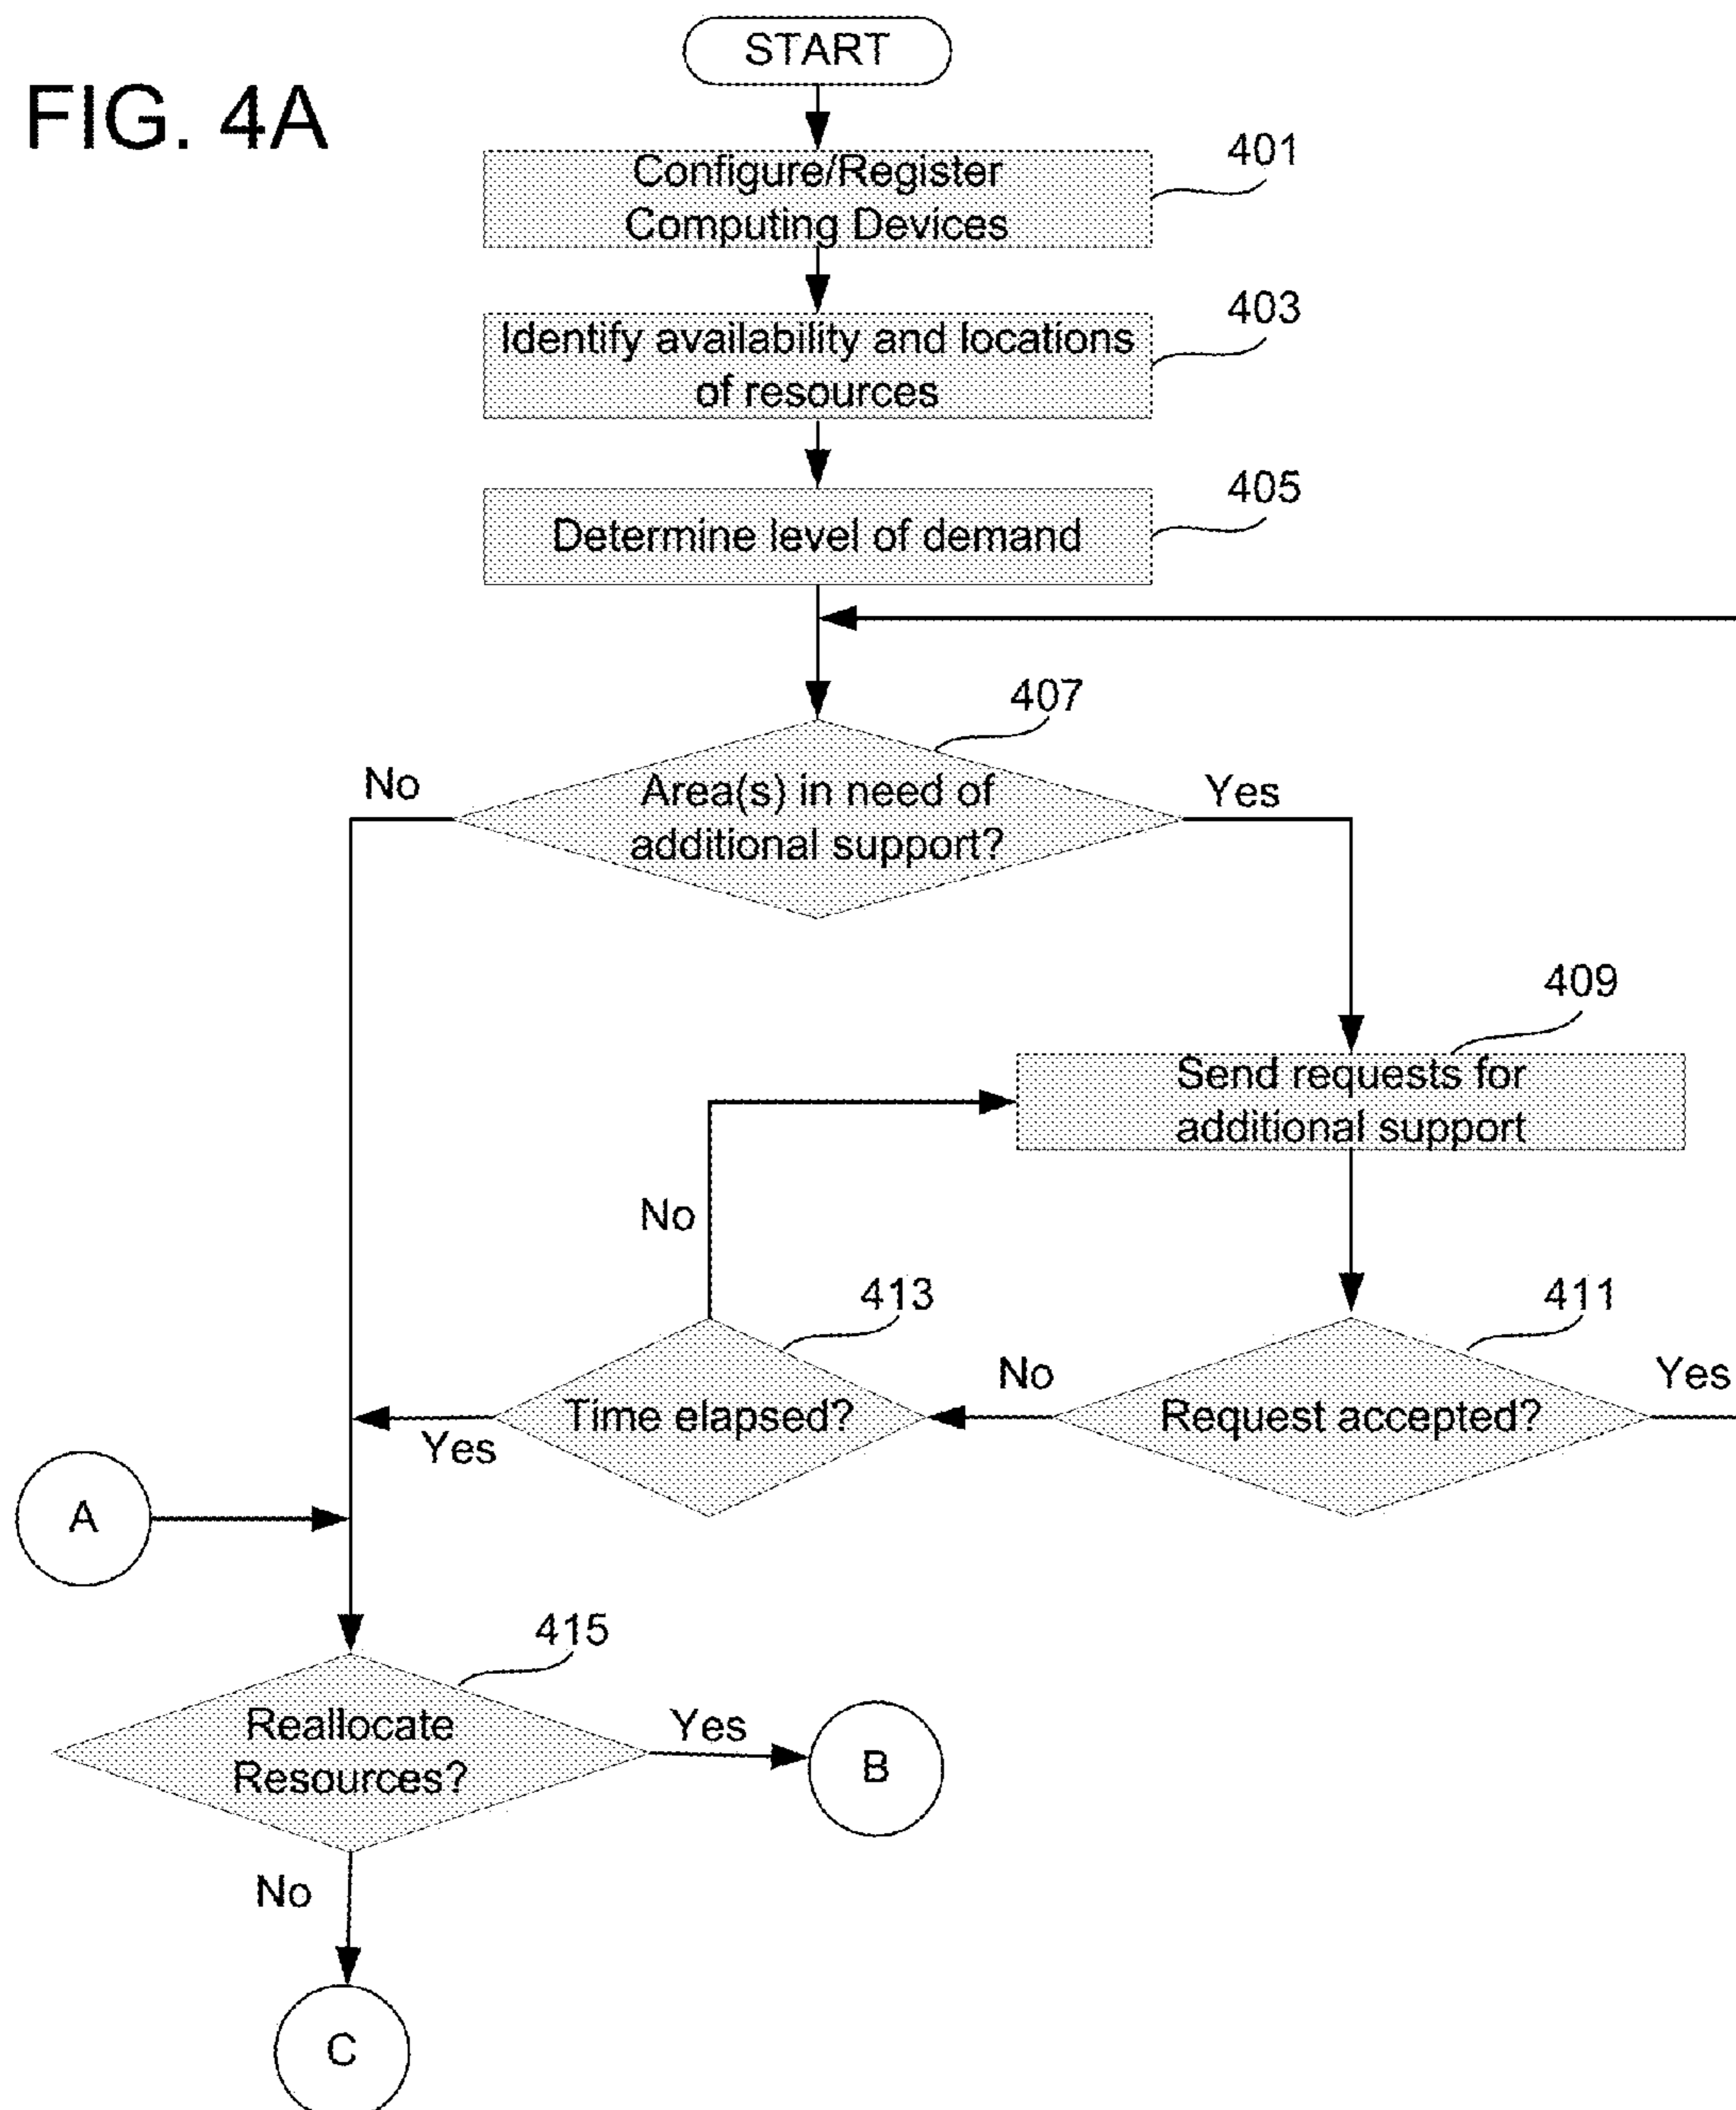 START
FIG. 4A
401
Configure/Register
Computing Devices
403
Identify availability and locations
of resources
405
Determine level of demand
407
No
Area(s) in need of
additional support?
Yes
409
Send requests for
additional support
No
413
411
Time elapsed?
No
Request accepted?
Yes
Yes
A
415
Reallocate
Resources?
Yes
B
No
C